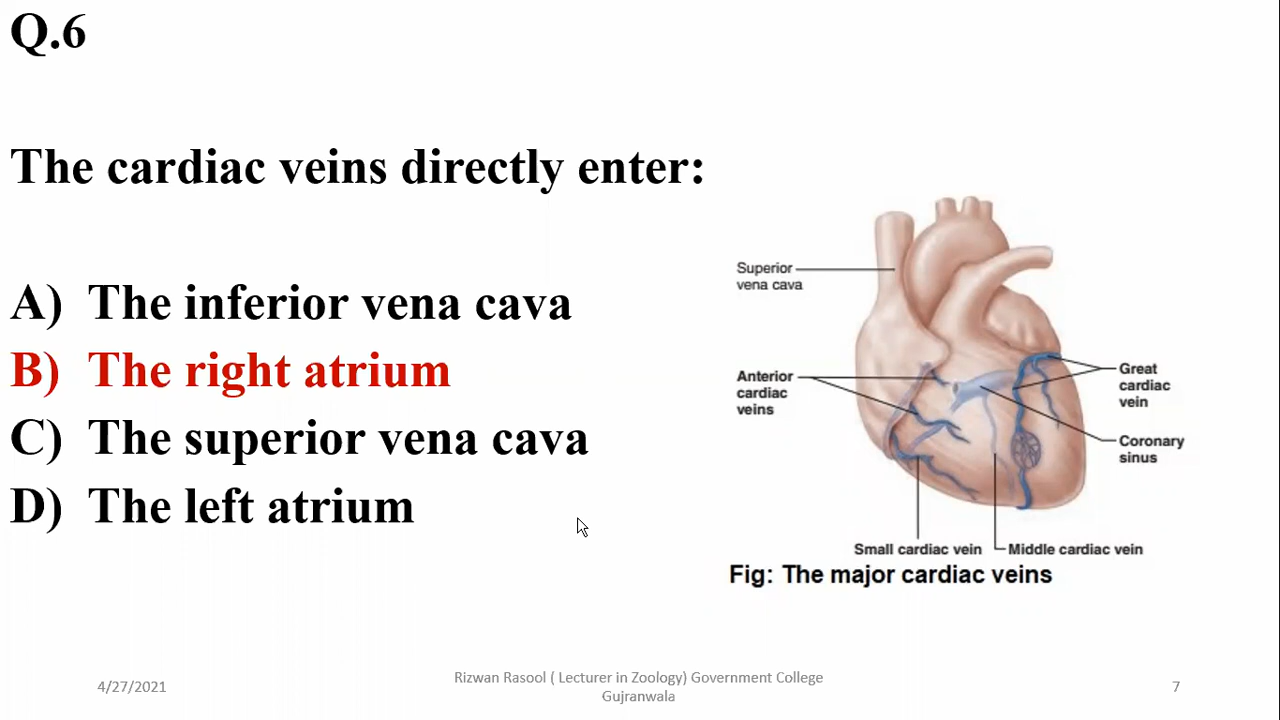 Q.6
The cardiac veins directly enter:
A) The inferior vena cava
B) The right atrium
C) The superior vena cava
D) The left atrium
Superior
vena cava
Anterior
cardiac
veins
Great
cardiac
vein
Coronary
sinus
Small cardiac vein
Middle cardiac vein
Fig: The major cardiac veins
4/27/2021
Rizwan Rasool ( Lecturer in Zoology) Government College
Gujranwala
7